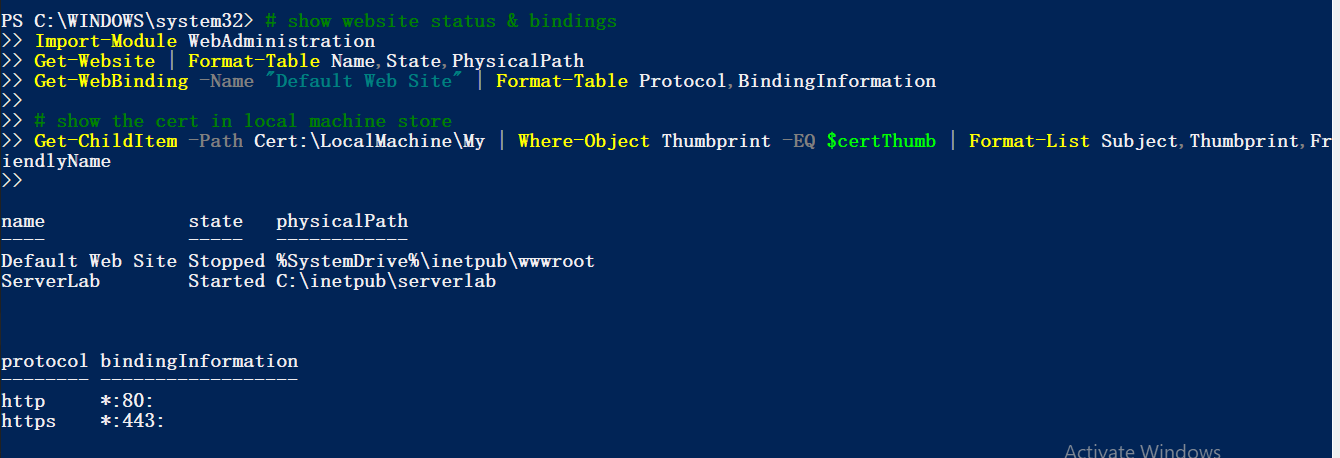 PS C:\WINDOWS\system32> # show website status & bindings
>> Import-Module WebAdministration
>> Get-Website | Format-Table Name,State,PhysicalPath
>> Get-WebBinding -Name "Default Web Site" | Format-Table Protocol,BindingInformation
>>
>> # show the cert in local machine store
>> Get-ChildItem -Path Cert:\LocalMachine\My | Where-Object Thumbprint -EQ $certThumb | Format-List Subject,Thumbprint,Fr
iendlyName
>>
name state physicalPath
---- ----- ------------
Default Web Site Stopped %SystemDrive%\inetpub\wwwroot
ServerLab Started C:\inetpub\serverlab
protocol bindingInformation
-------- ------------------
http *:80:
https *:443:
Activate Windows